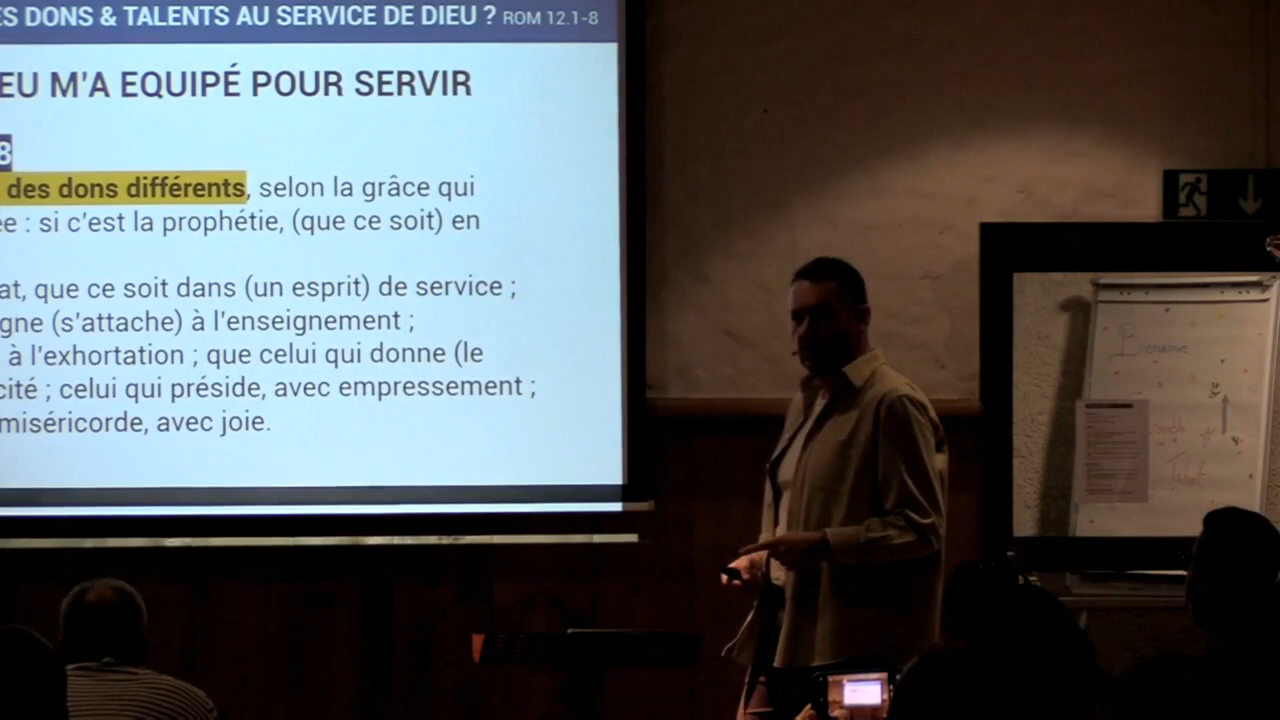 ES DONS & TALENTS AU SERVICE DE DIEU ? ROM 12.1-8
EU M'A EQUIPÉ POUR SERVIR
8
des dons différents, selon la grâce qui
ée : si c'est la prophétie, (que ce soit) en
at, que ce soit dans (un esprit) de service ;
gne (s'attache) à l'enseignement ;
à l'exhortation ; que celui qui donne (le
cité ; celui qui préside, avec empressement ;
miséricorde, avec joie.
Bienvenue
Talent